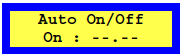 Auto On/Off
On : --.--